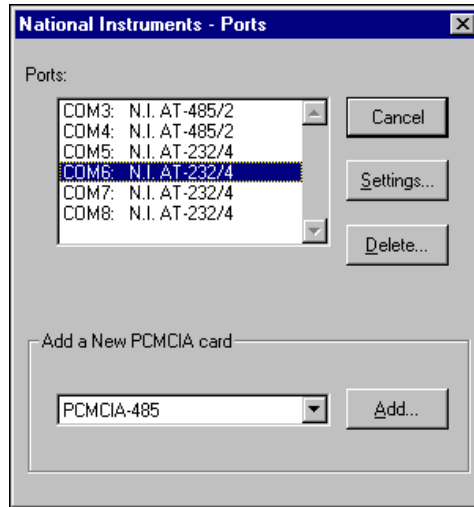 National Instruments - Ports
Ports:
COM3: N.I. AT-485/2
COM4: N.I. AT-485/2
COM5: N.I. AT-232/4
COM6: N.I. AT-232/4
COM7: N.I. AT-232/4
COM8: N.I. AT-232/4
Cancel
Settings...
Delete...
Add a New PCMCIA card
PCMCIA-485
Add...